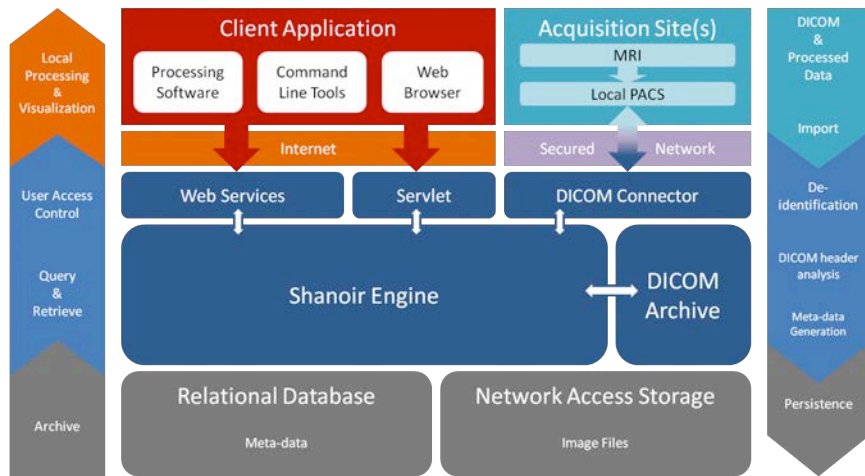 Local
Processing
&
Visualization
User Access
Control
Query
&
Retrieve
Archive
Client Application
Processing
Software
Command
Line Tools
Web
Browser
Internet
Acquisition Site(s)
MRI
Local PACS
Secured Network
Web Services
Servlet
DICOM Connector
Shanoir Engine
DICOM
Archive
Relational Database
Meta-data
Network Access Storage
Image Files
DICOM
&
Processed
Data
Import
De-
identification
DICOM header
analysis
Meta-data
Generation
Persistence